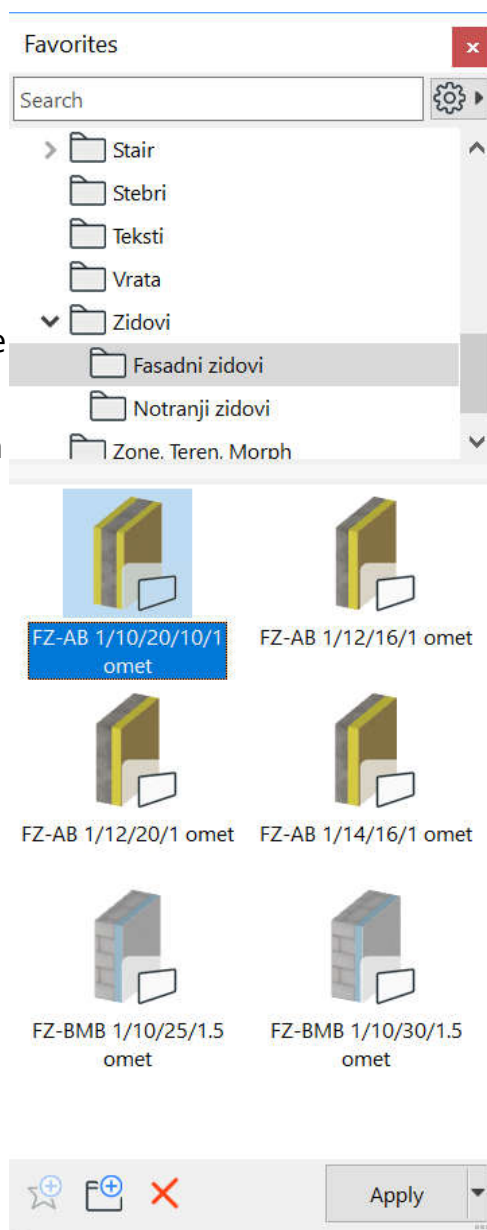 Favorites
Search
Stair
Stebri
Teksti
Vrata
Zidovi
Fasadni zidovi
Notranji zidovi
Zone, Teren, Morph
FZ-AB 1/10/20/10/1
omet
FZ-AB 1/12/16/1 omet
FZ-AB 1/12/20/1 omet
FZ-AB 1/14/16/1 omet
FZ-BMB 1/10/25/1.5
omet
FZ-BMB 1/10/30/1.5
omet
Apply